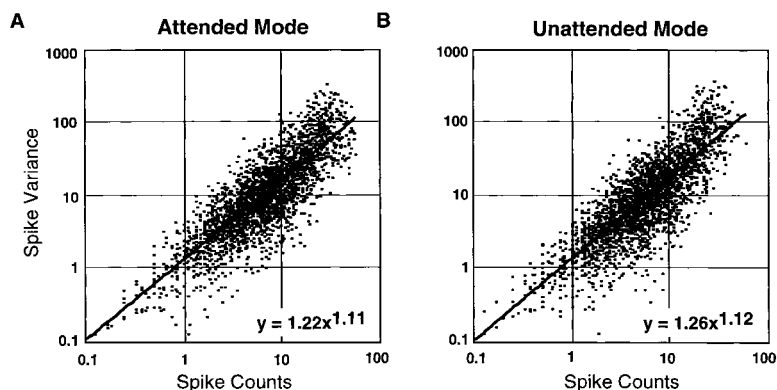 A
Attended Mode
Spike Variance
1000
100
10
1
0.1
0.1 1 10 100
Spike Counts
y = 1.22x1.11
B
Unattended Mode
1000
100
10
1
0.1
0.1 1 10 100
Spike Counts
y = 1.26x1.12